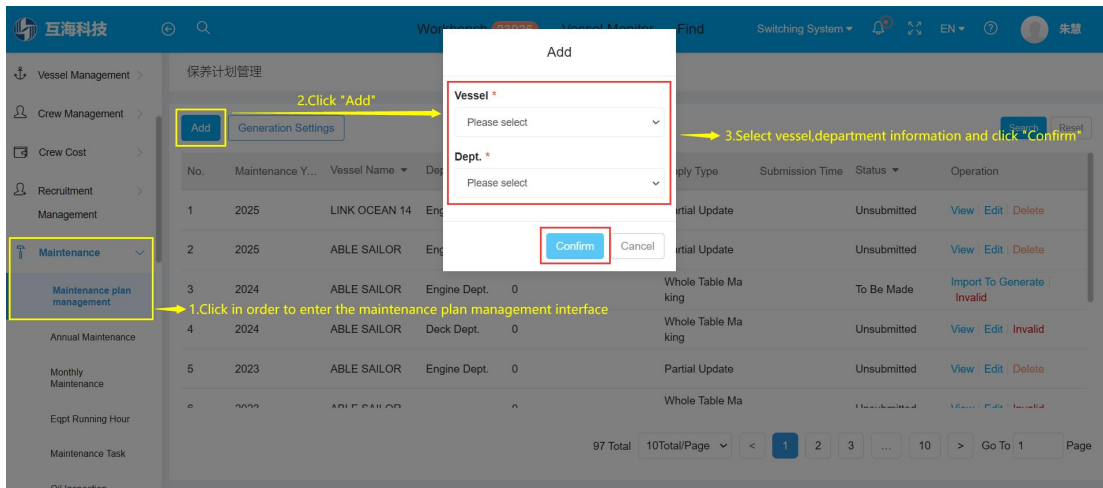 互海科技
Workbench
Vessel Monitor
Find
Switching System
EN
朱慧
Vessel Management
Crew Management
Crew Cost
Recruitment
Management
Maintenance
Maintenance plan
management
Annual Maintenance
Monthly
Maintenance
Eqpt Running Hour
Maintenance Task
Oil Inspection
保养计划管理
2.Click "Add"
Add
Generation Settings
Search
Reset
Add
Vessel *
Please select
Dept. *
Please select
Confirm
Cancel
3.Select vessel,department information and click "Confirm"
1.Click in order to enter the maintenance plan management interface
No. Maintenance Y... Vessel Name Submission Time Status Operation
1 2025 LINK OCEAN 14 Unsubmitted View Edit Delete
2 2025 ABLE SAILOR Unsubmitted View Edit Delete
3 2024 ABLE SAILOR Engine Dept. 0 Whole Table Ma
king To Be Made Import To Generate
Invalid
4 2024 ABLE SAILOR Deck Dept. 0 Whole Table Ma
king Unsubmitted View Edit Invalid
5 2023 ABLE SAILOR Engine Dept. 0 Partial Update Unsubmitted View Edit Delete
Whole Table Ma
97 Total 10Total/Page < 1 2 3 ... 10 > Go To 1 Page